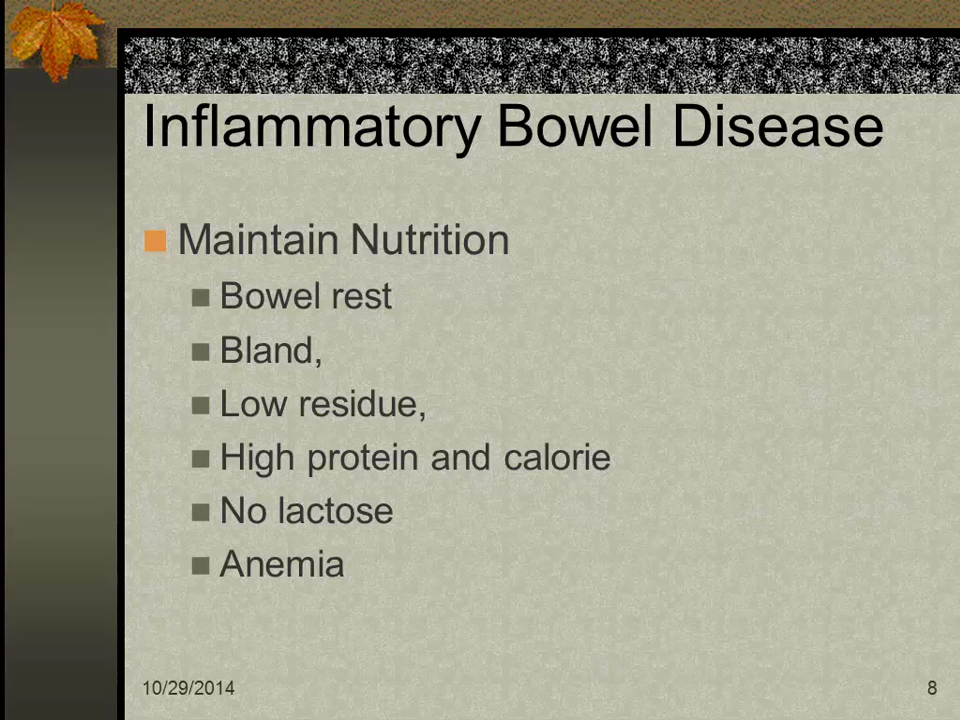 Inflammatory Bowel Disease
Maintain Nutrition
Bowel rest
Bland,
Low residue,
High protein and calorie
No lactose
Anemia
10/29/2014
8